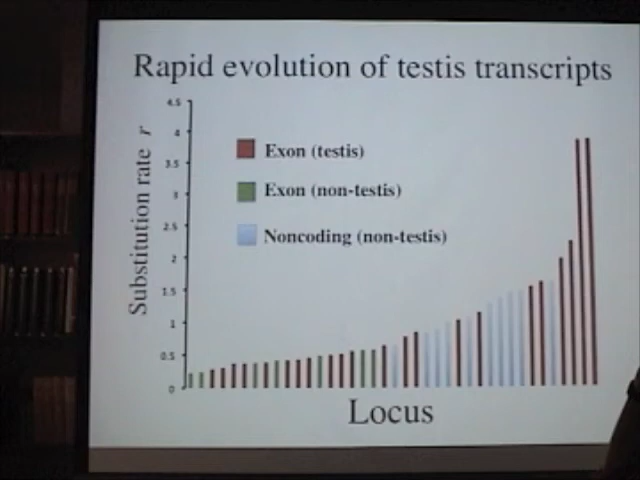 Rapid evolution of testis transcripts
Substitution rate r
4.5
4
3.5
3
2.5
2
1.5
1
0.5
0
Exon (testis)
Exon (non-testis)
Noncoding (non-testis)
Locus